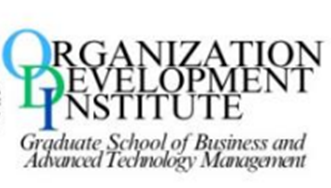 ORGANIZATION
DEVELOPMENT
INSTITUTE
Graduate School of Business and
Advanced Technology Management